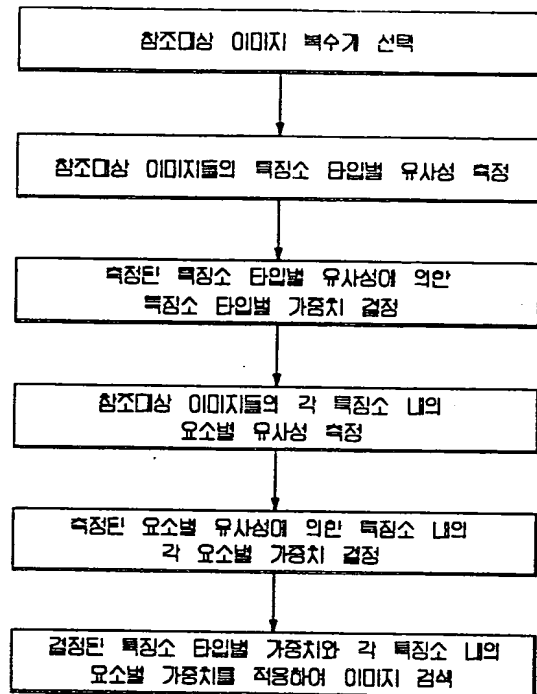 참조대상 이미지 복수개 선택
참조대상 이미지들의 특징소 타입별 유사성 측정
측정된 특징소 타입별 유사성에 의한
특징소 타입별 가중치 결정
참조대상 이미지들의 각 특징소 내의
요소별 유사성 측정
측정된 요소별 유사성에 의한 특징소 내의
각 요소별 가중치 결정
결정된 특징소 타입별 가중치와 각 특징소 내의
요소별 가중치를 적용하여 이미지 검색